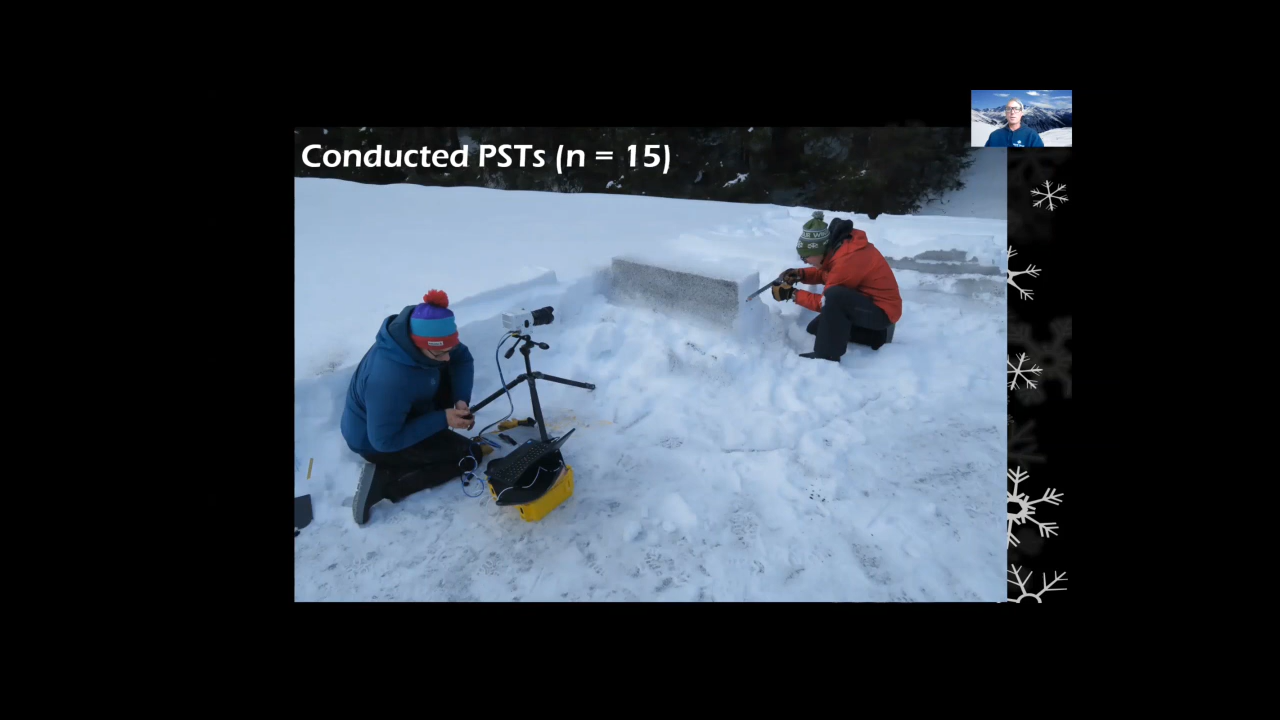 Conducted PSTs (n = 15)